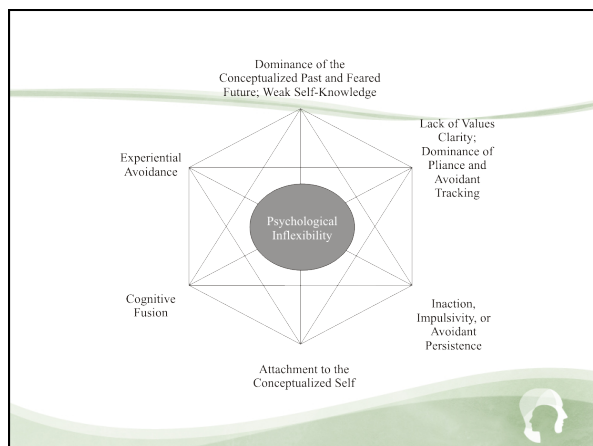 Dominance of the
Conceptualized Past and Feared
Future; Weak Self-Knowledge
Lack of Values
Clarity;
Dominance of
Pliance and
Avoidant
Tracking
Experiential
Avoidance
Psychological
Inflexibility
Cognitive
Fusion
Inaction,
Impulsivity, or
Avoidant
Persistence
Attachment to the
Conceptualized Self